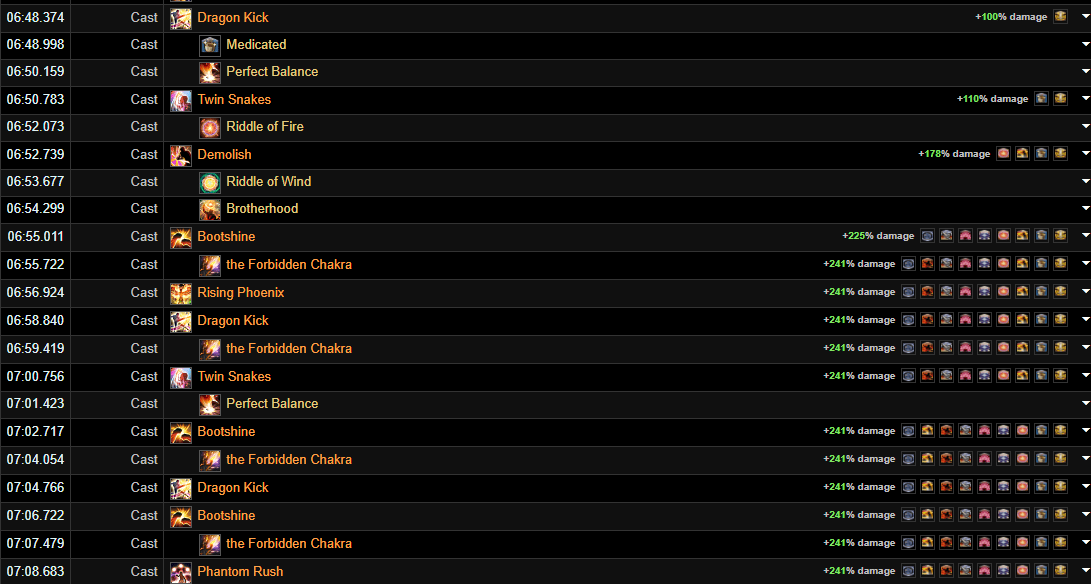 06:48.374 Cast Dragon Kick +100% damage
06:48.998 Cast Medicated
06:50.159 Cast Perfect Balance
06:50.783 Cast Twin Snakes +110% damage
06:52.073 Cast Riddle of Fire
06:52.739 Cast Demolish +178% damage
06:53.677 Cast Riddle of Wind
06:54.299 Cast Brotherhood
06:55.011 Cast Bootshine +225% damage
06:55.722 Cast the Forbidden Chakra +241% damage
06:56.924 Cast Rising Phoenix +241% damage
06:58.840 Cast Dragon Kick +241% damage
06:59.419 Cast the Forbidden Chakra +241% damage
07:00.756 Cast Twin Snakes +241% damage
07:01.423 Cast Perfect Balance
07:02.717 Cast Bootshine +241% damage
07:04.054 Cast the Forbidden Chakra +241% damage
07:04.766 Cast Dragon Kick +241% damage
07:06.722 Cast Bootshine +241% damage
07:07.479 Cast the Forbidden Chakra +241% damage
07:08.683 Cast Phantom Rush +241% damage